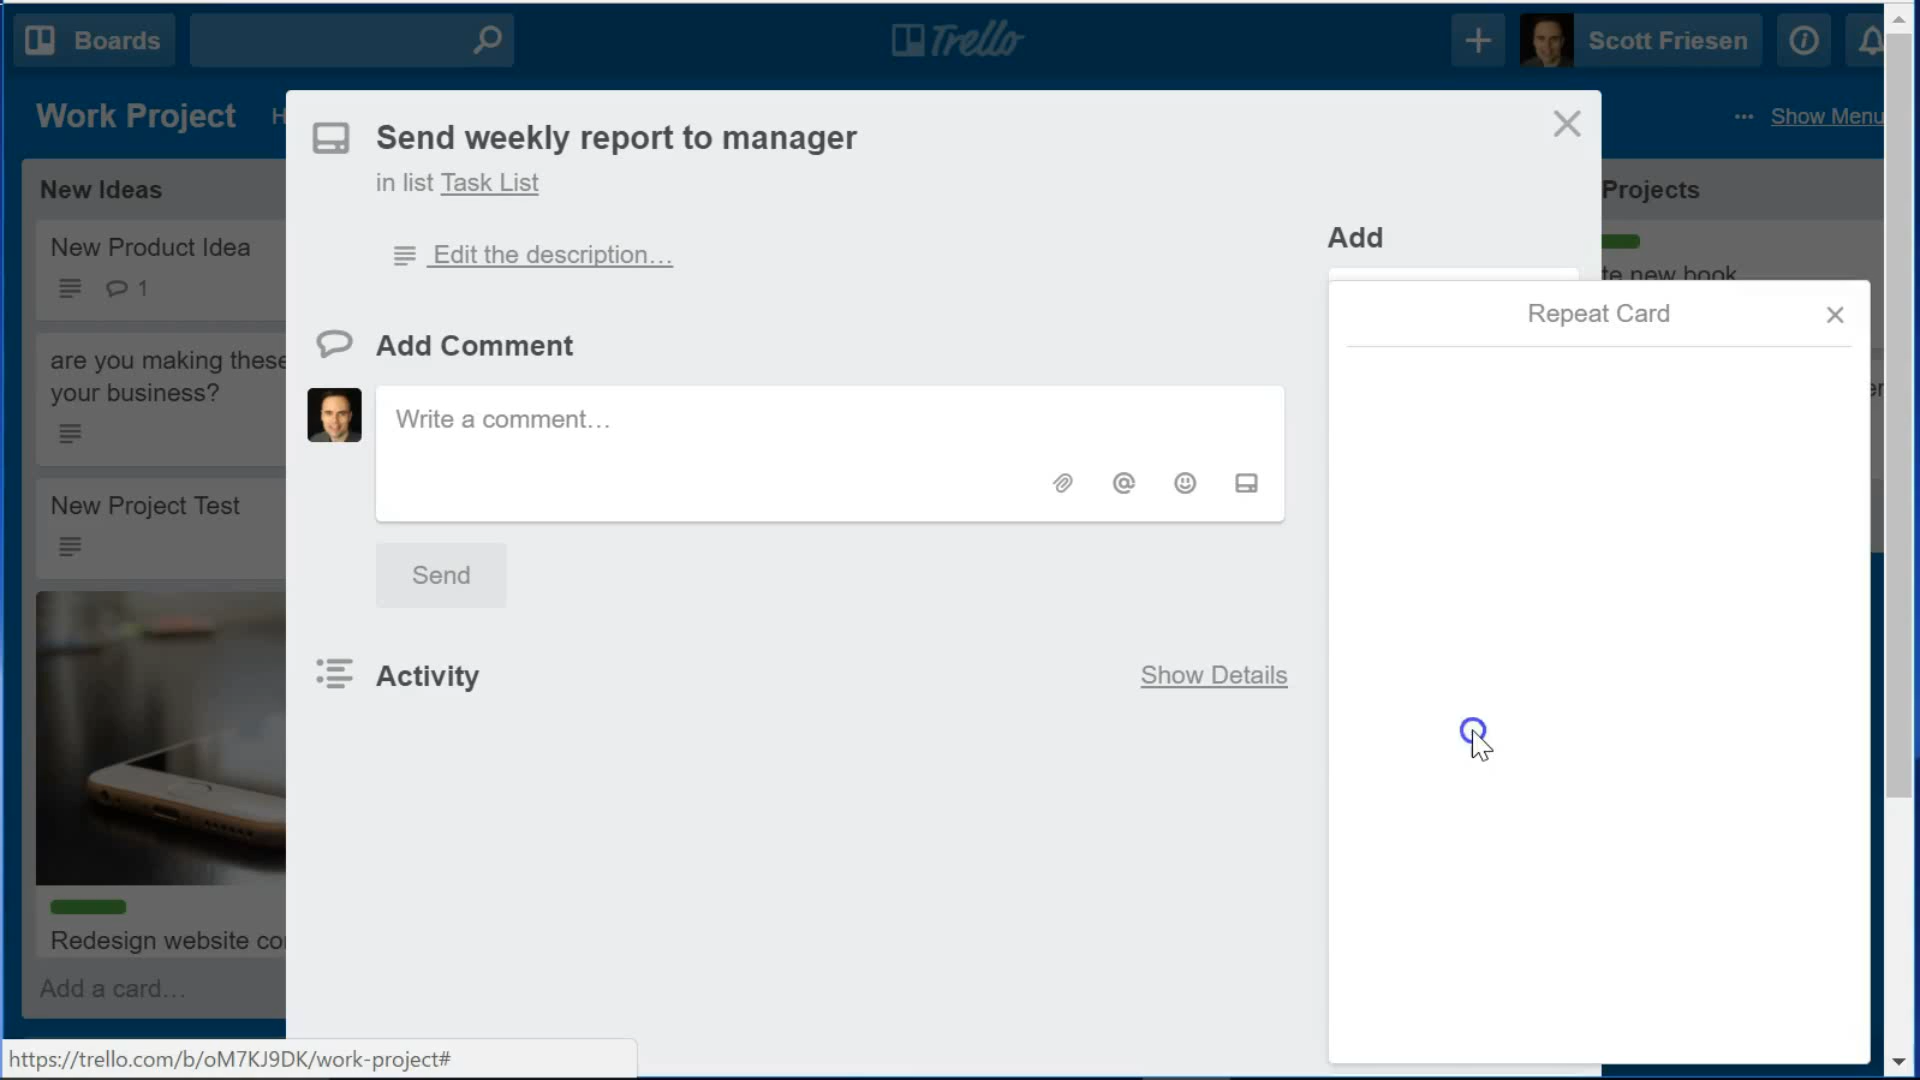 Boards
Trello
Scott Friesen
Work Project
Show Menu
New Ideas
New Product Idea
1
are you making these
your business?
New Project Test
Redesign website
Add a card…
Send weekly report to manager
in list Task List
Edit the description…
Add Comment
Write a comment…
Send
Activity
Show Details
Add
Repeat Card
Projects
new book
https://trello.com/b/oM7KJ9DK/work-project#